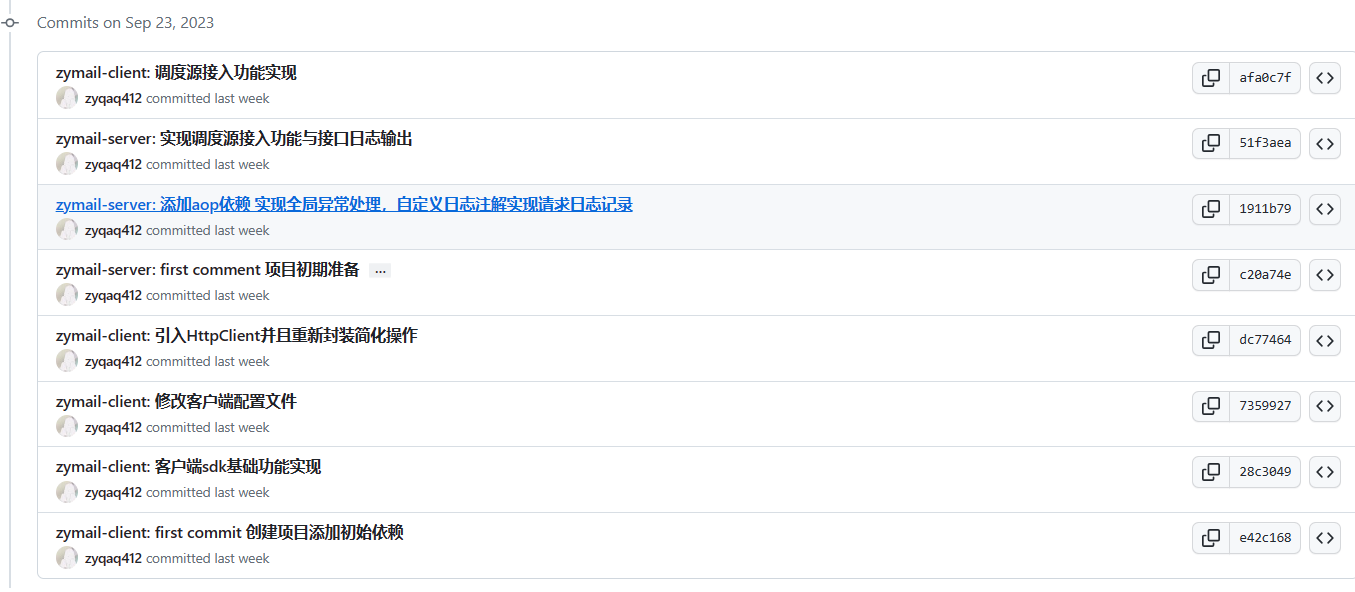 Commits on Sep 23, 2023
zymail-client: 调度源接入功能实现
afa0c7f
zyqaq412 committed last week
zymail-server: 实现调度源接入功能与接口日志输出
51f3aea
zyqaq412 committed last week
zymail-server: 添加aop依赖 实现全局异常处理，自定义日志注解实现请求日志记录
1911b79
zyqaq412 committed last week
zymail-server: first comment 项目初期准备 ...
c20a74e
zyqaq412 committed last week
zymail-client: 引入HttpClient并且重新封装简化操作
dc77464
zyqaq412 committed last week
zymail-client: 修改客户端配置文件
7359927
zyqaq412 committed last week
zymail-client: 客户端sdk基础功能实现
28c3049
zyqaq412 committed last week
zymail-client: first commit 创建项目添加初始依赖
e42c168
zyqaq412 committed last week